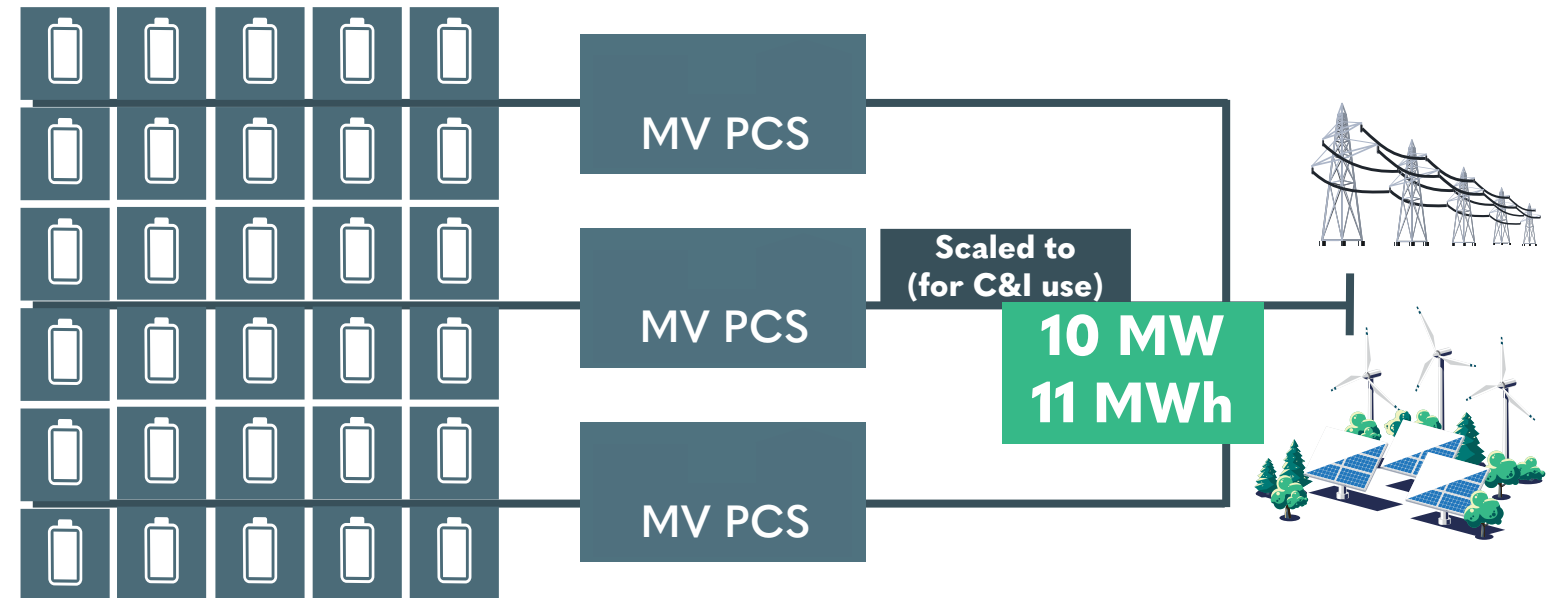 MV PCS
MV PCS
Scaled to
(for C&I use)
10 MW
11 MWh
MV PCS